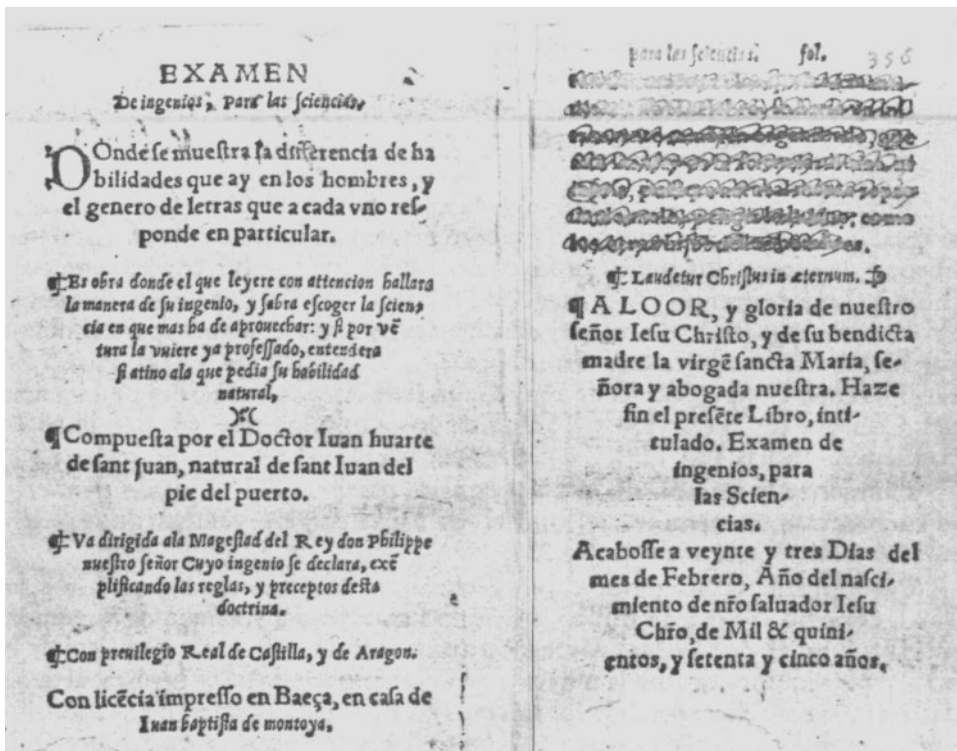 EXAMEN
De ingenios, Para las ſciencias,
DOnde se mueſtra la differencia de ha
bilidades que ay en los hombres, y
el genero de letras que a cada vno reſ-
ponde en particular.
Es obra donde el que leyere con attencion hallara
la manera de su ingenio, y ſabra eſcoger la ſcien,
cia en que mas ha de aprouechar: y ſi por vẽ
tura la vuiere ya profeſſado, entendera
ſi atino ala que pedia ſu habilidad
natural,
¶Compueſta por el Doctor Iuan huarte
de ſant Juan, natural de ſant Iuan del
pie del puerto.
Va dirigida ala Mageſtad del Rey don Philippe
nueſtro ſeñor Cuyo ingenio ſe declara, exẽ
plificando las reglas, y preceptos deſta
doctrina.
Con preuilegio Real de Caſtilla, y de Aragon.
Con licẽcia impreſſo en Baeça, en caſa de
Iuan baptiſta de montoya.
para las ſciencias. fol. 356
como
Laudetur Chriſtus in æternum.
¶ALOOR, y gloria de nueſtro
ſeñor Ieſu Chriſto, y de ſu bendicta
madre la virgẽ ſancta Maria, ſe-
ñora y abogada nueſtra. Haze
fin el preſẽte Libro, inti-
tulado. Examen de
ingenios, para
las Scien-
cias.
Acaboſſe a veynte y tres Dias del
mes de Febrero, Año del naſci-
miento de nr̃o ſaluador Ieſu
Chr̃o, de Mil & quini-
entos, y ſetenta y cinco años.